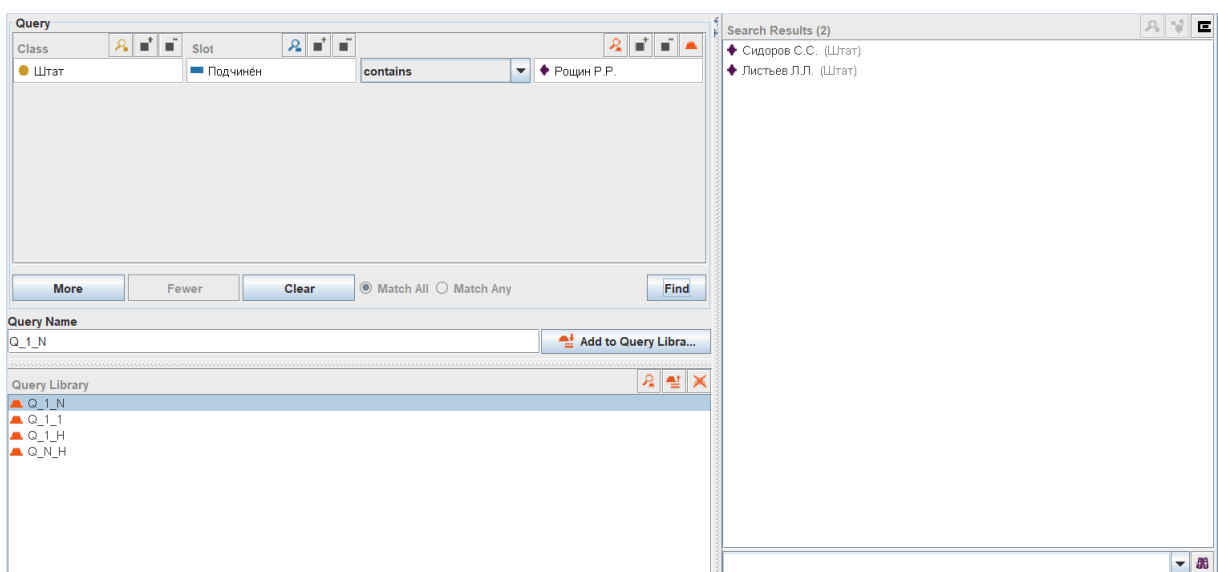 Query
Class
Slot
Штат
Подчинён
contains
Рощин Р.Р.
More
Fewer
Clear
Match All
Match Any
Find
Query Name
Q_1_N
Add to Query Libra...
Query Library
Q_1_N
Q_1_1
Q_1_H
Q_N_H
Search Results (2)
Сидоров С.С. (Штат)
Листьев Л.Л. (Штат)